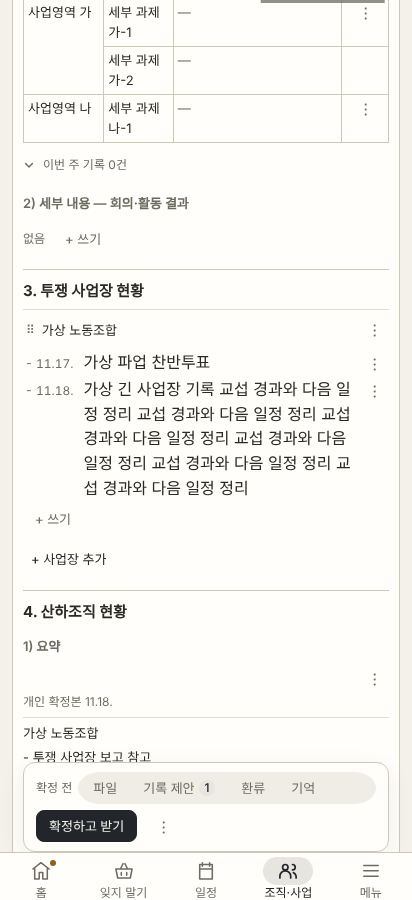 사업영역 가
세부 과제
가-1
—
세부 과제
가-2
—
사업영역 나
세부 과제
나-1
—
이번 주 기록 0건
2) 세부 내용 — 회의·활동 결과
없음 + 쓰기
3. 투쟁 사업장 현황
가상 노동조합
- 11.17. 가상 파업 찬반투표
- 11.18. 가상 긴 사업장 기록 교섭 경과와 다음 일
정 정리 교섭 경과와 다음 일정 정리 교섭
경과와 다음 일정 정리 교섭 경과와 다음
일정 정리 교섭 경과와 다음 일정 정리 교
섭 경과와 다음 일정 정리
+ 쓰기
+ 사업장 추가
4. 산하조직 현황
1) 요약
개인 확정본 11.18.
가상 노동조합
- 투쟁 사업장 보고 참고
확정 전 파일 기록 제안 1 환류 기억
확정하고 받기
홈 잊지 말기 일정 조직·사업 메뉴